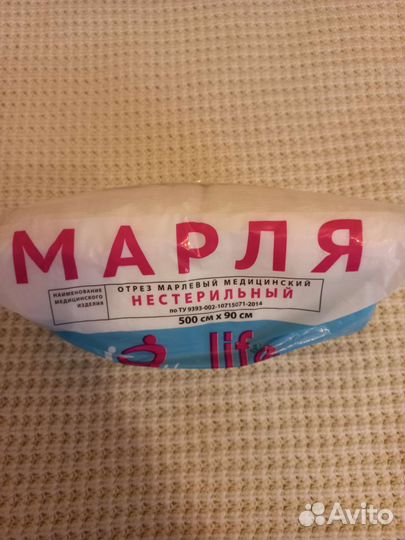 МАРЛЯ
НАИМЕНОВАНИЕ
МЕДИЦИНСКОГО
ИЗДЕЛИЯ
ОТРЕЗ МАРЛЕВЫЙ МЕДИЦИНСКИЙ
НЕСТЕРИЛЬНЫЙ
по ТУ 9393-002-10715071-2014
500 см х 90 см
life
Avito